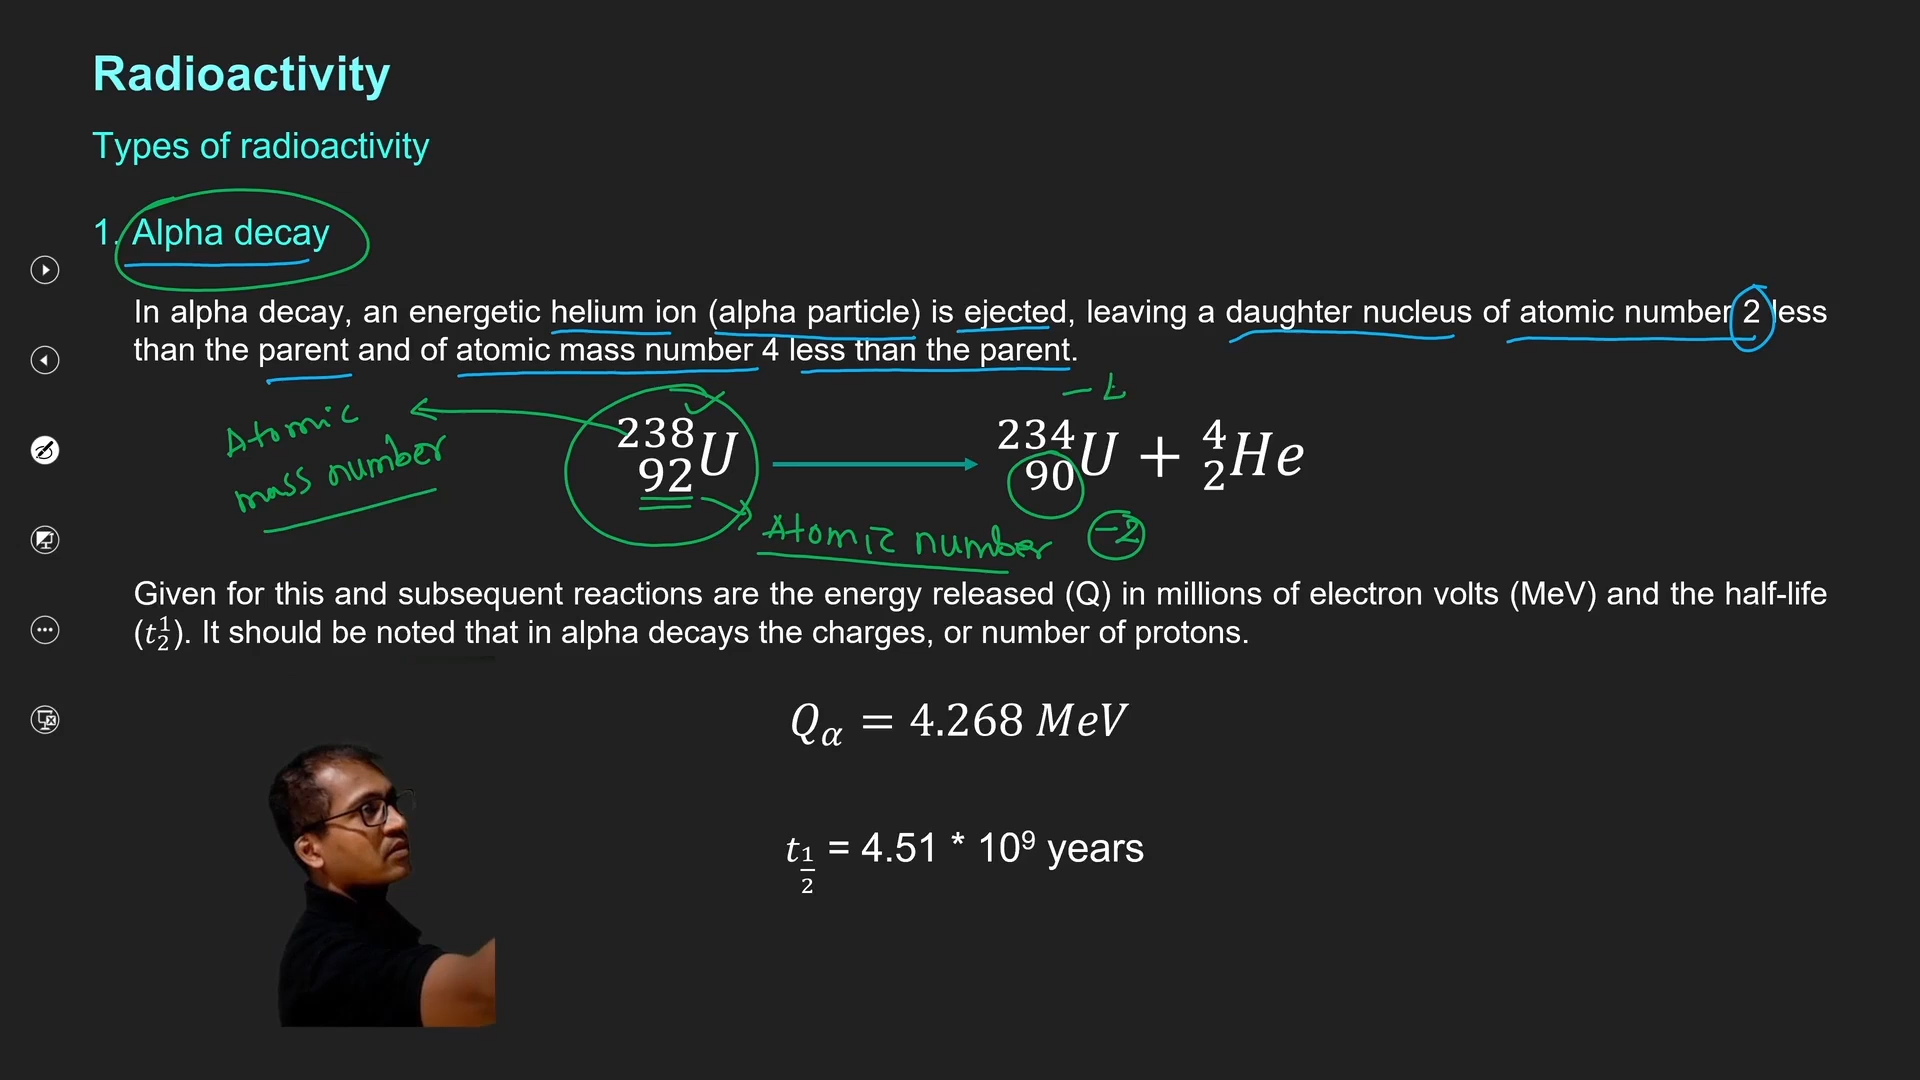 Radioactivity
Types of radioactivity
1. Alpha decay
In alpha decay, an energetic helium ion (alpha particle) is ejected, leaving a daughter nucleus of atomic number 2 less
than the parent and of atomic mass number 4 less than the parent.
Atomic
mass number
238 92 U → 234 90 U + 4 2 He
Atomic number -2
Given for this and subsequent reactions are the energy released (Q) in millions of electron volts (MeV) and the half-life
(t 1/2). It should be noted that in alpha decays the charges, or number of protons.
Qα = 4.268 MeV
t 1/2 = 4.51 * 10⁹ years